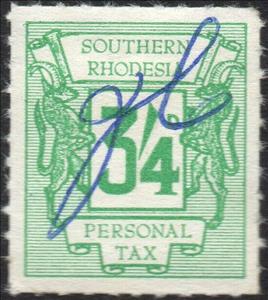 SOUTHERN
RHODESIA
3/4
PERSONAL
TAX